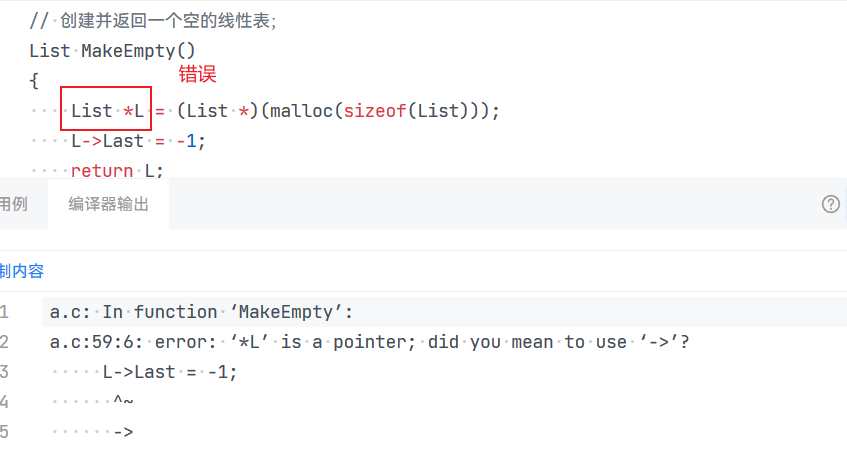 // 创建并返回一个空的线性表;
List MakeEmpty()
错误
{
List *L = (List *)(malloc(sizeof(List)));
L->Last = -1;
return L;
用例 编译器输出 ?
制内容
1 a.c: In function ‘MakeEmpty’:
2 a.c:59:6: error: ‘*L’ is a pointer; did you mean to use ‘->’?
3 L->Last = -1;
4 ^~
5 ->